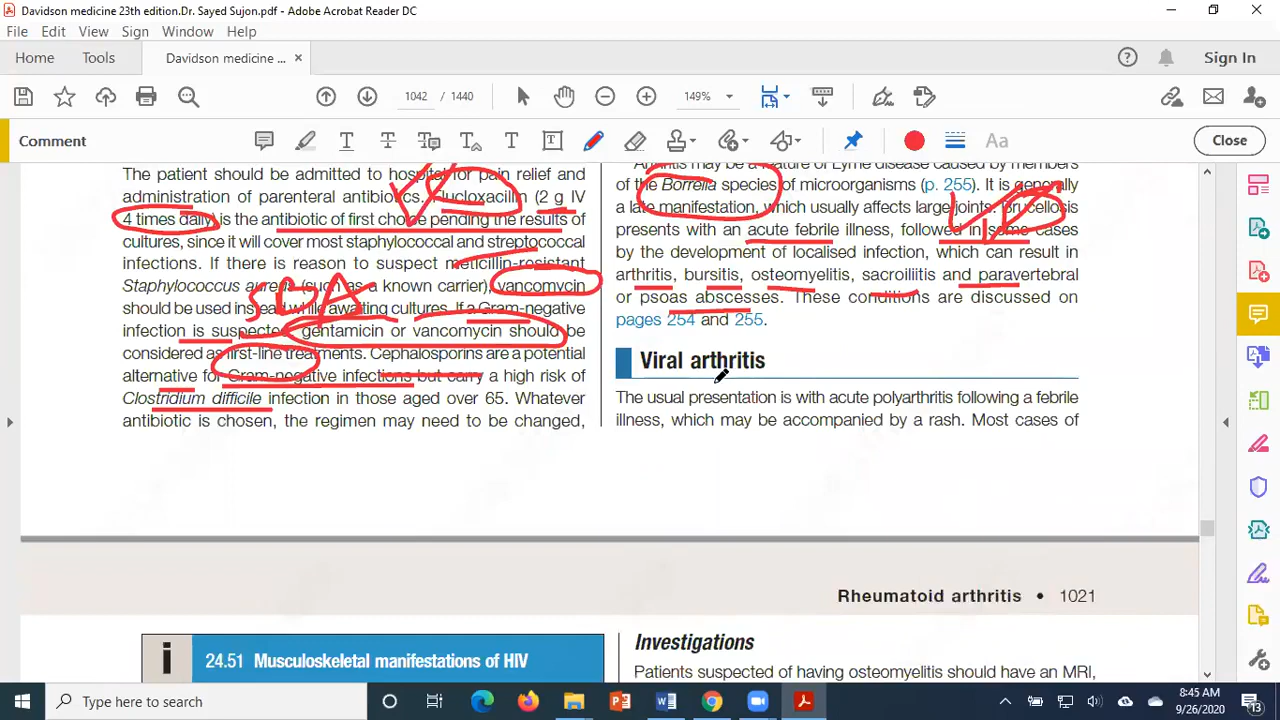 Davidson medicine 23th edition.Dr. Sayed Sujon.pdf - Adobe Acrobat Reader DC
File Edit View Sign Window Help
Home Tools Davidson medicine ... × Sign In
1042 / 1440 149%
Comment Close
The patient should be admitted to hospital for pain relief and
administration of parenteral antibiotics. Flucloxacillin (2 g IV
4 times daily) is the antibiotic of first choice pending the results of
cultures, since it will cover most staphylococcal and streptococcal
infections. If there is reason to suspect meticillin-resistant
Staphylococcus aureus (such as a known carrier), vancomycin
should be used instead while awaiting cultures. If a Gram-negative
infection is suspected, gentamicin or vancomycin should be
considered as first-line treatments. Cephalosporins are a potential
alternative for Gram-negative infections but carry a high risk of
Clostridium difficile infection in those aged over 65. Whatever
antibiotic is chosen, the regimen may need to be changed,
Arthritis may be a feature of Lyme disease caused by members
of the Borrelia species of microorganisms (p. 255). It is generally
a late manifestation, which usually affects large joints. Brucellosis
presents with an acute febrile illness, followed in some cases
by the development of localised infection, which can result in
arthritis, bursitis, osteomyelitis, sacroiliitis and paravertebral
or psoas abscesses. These conditions are discussed on
pages 254 and 255.
Viral arthritis
The usual presentation is with acute polyarthritis following a febrile
illness, which may be accompanied by a rash. Most cases of
Rheumatoid arthritis • 1021
i 24.51 Musculoskeletal manifestations of HIV
Investigations
Patients suspected of having osteomyelitis should have an MRI,
Type here to search
8:45 AM
9/26/2020
13